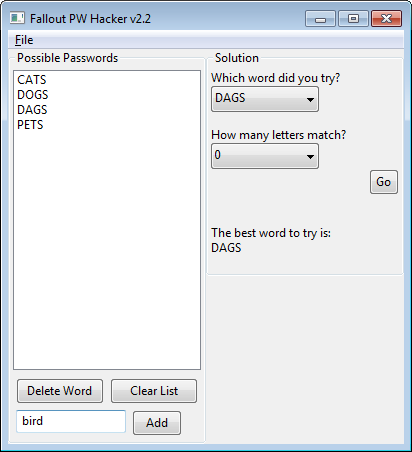 Fallout PW Hacker v2.2
File
Possible Passwords
CATS
DOGS
DAGS
PETS
Delete Word
Clear List
bird
Add
Solution
Which word did you try?
DAGS
How many letters match?
0
Go
The best word to try is:
DAGS